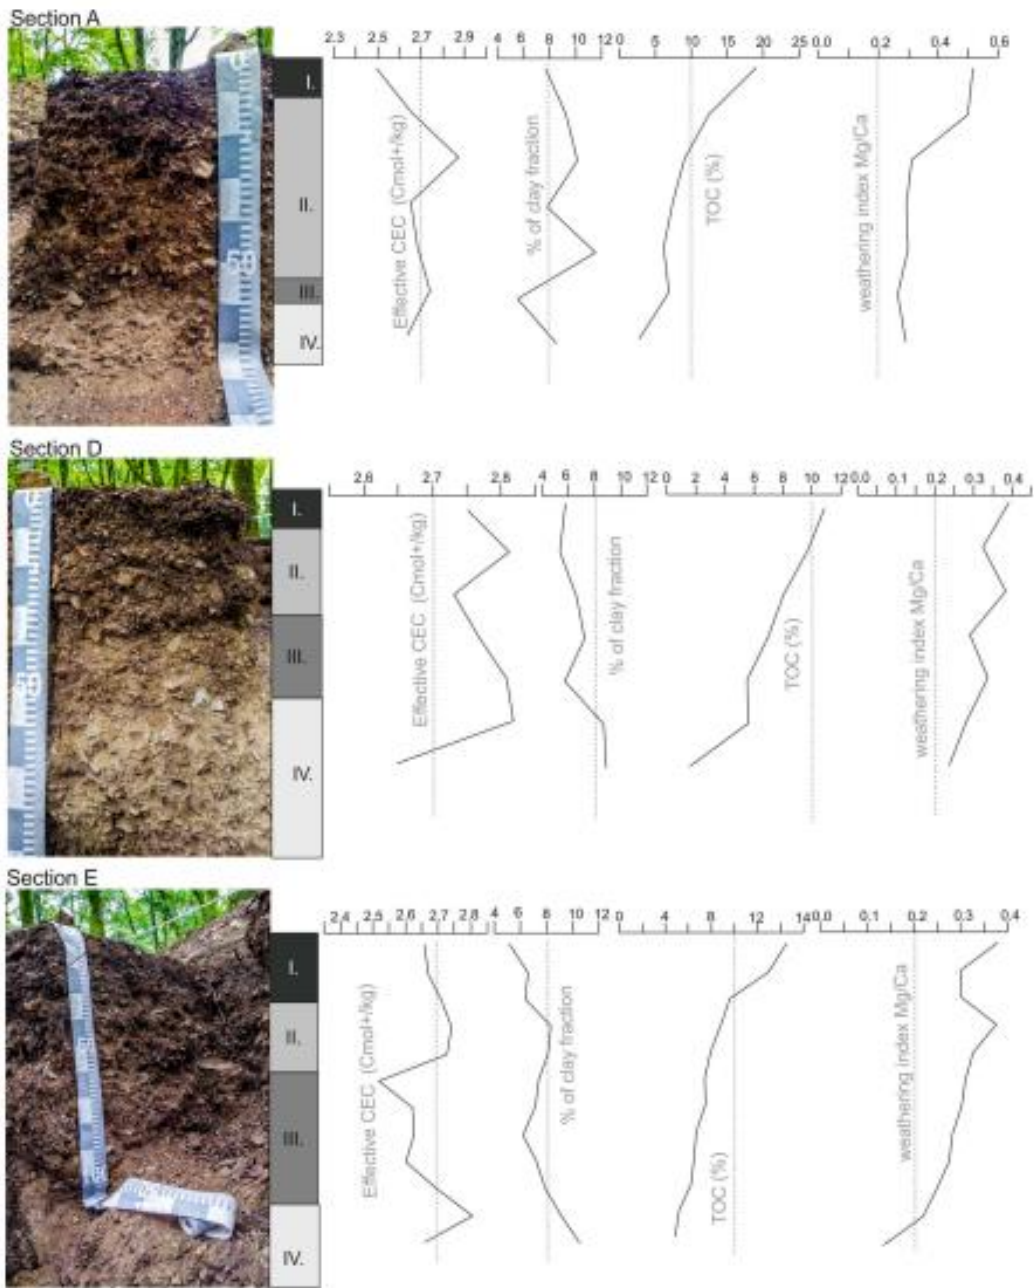 Section A
2.3 2.5 2.7 2.9 4 6 8 10 12 0 5 10 15 20 25 0.0 0.2 0.4 0.6
I.
II.
III.
IV.
Effective CEC (Cmol+/kg)
% of clay fraction
TOC (%)
weathering index Mg/Ca
Section D
2,6 2,7 2,8 4 6 8 10 12 0 2 4 6 8 10 12 0.0 0.1 0.2 0.3 0.4
I.
II.
III.
IV.
Effective CEC (Cmol+/kg)
% of clay fraction
TOC (%)
weathering index Mg/Ca
Section E
2,4 2,5 2,6 2,7 2,8 4 6 8 10 12 0 4 8 12 14 0.0 0.1 0.2 0.3 0.4
I.
II.
III.
IV.
Effective CEC (Cmol+/kg)
% of clay fraction
TOC (%)
weathering index Mg/Ca